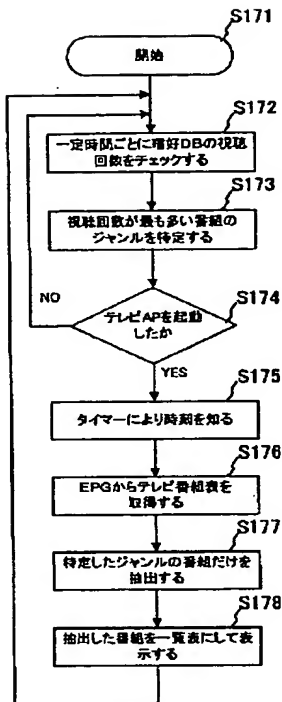 S171
開始
S172
一定時間ごとに嗜好DBの視聴
回数をチェックする
S173
視聴回数が最も多い番組の
ジャンルを特定する
S174
NO
テレビAPを起動
したか
YES
S175
タイマーにより時刻を知る
S176
EPGからテレビ番組表を
取得する
S177
特定したジャンルの番組だけを
抽出する
S178
抽出した番組を一覧表にして表
示する